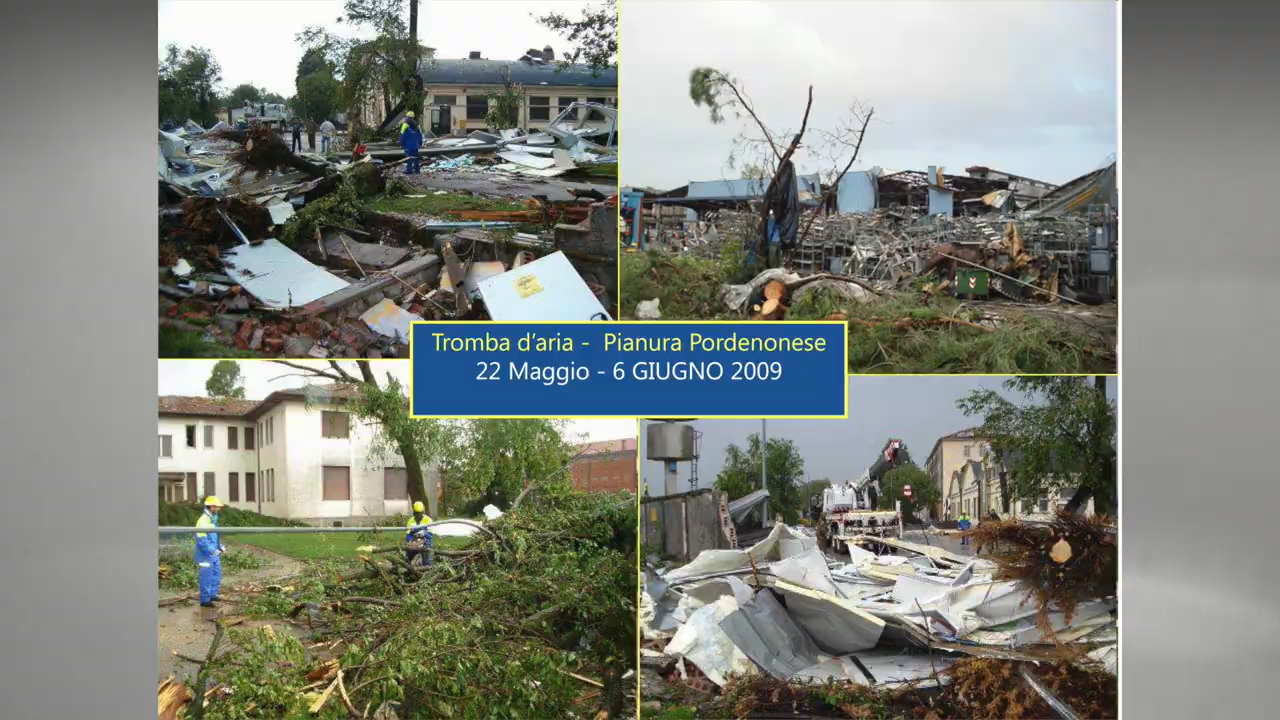 Tromba d’aria -  Pianura Pordenonese
22 Maggio - 6 GIUGNO 2009